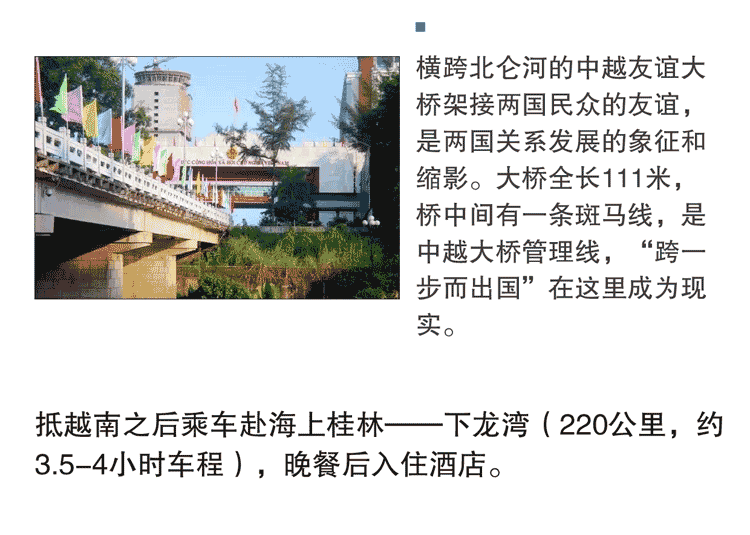 横跨北仑河的中越友谊大
桥架接两国民众的友谊，
是两国关系发展的象征和
缩影。大桥全长111米，
桥中间有一条斑马线，是
中越大桥管理线，“跨一
步而出国”在这里成为现
实。
抵越南之后乘车赴海上桂林——下龙湾（220公里，约
3.5-4小时车程），晚餐后入住酒店。